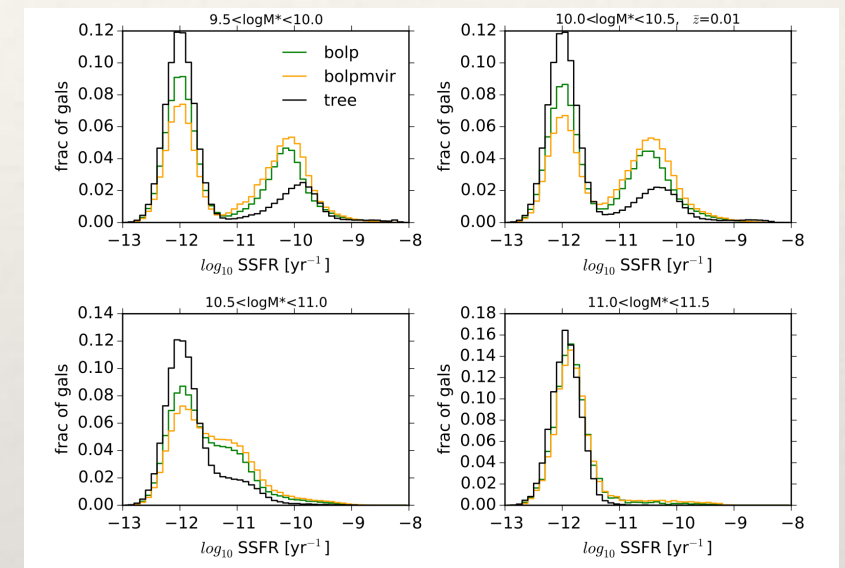 9.5<logM*<10.0
0.12
0.10
0.08
0.06
0.04
0.02
0.00
frac of gals
bolp
bolpmvir
tree
−13 −12 −11 −10 −9 −8
log₁₀ SSFR [yr⁻¹]
10.0<logM*<10.5, z̄=0.01
0.12
0.10
0.08
0.06
0.04
0.02
0.00
frac of gals
−13 −12 −11 −10 −9 −8
log₁₀ SSFR [yr⁻¹]
10.5<logM*<11.0
0.14
0.12
0.10
0.08
0.06
0.04
0.02
0.00
frac of gals
−13 −12 −11 −10 −9 −8
log₁₀ SSFR [yr⁻¹]
11.0<logM*<11.5
0.18
0.16
0.14
0.12
0.10
0.08
0.06
0.04
0.02
0.00
frac of gals
−13 −12 −11 −10 −9 −8
log₁₀ SSFR [yr⁻¹]